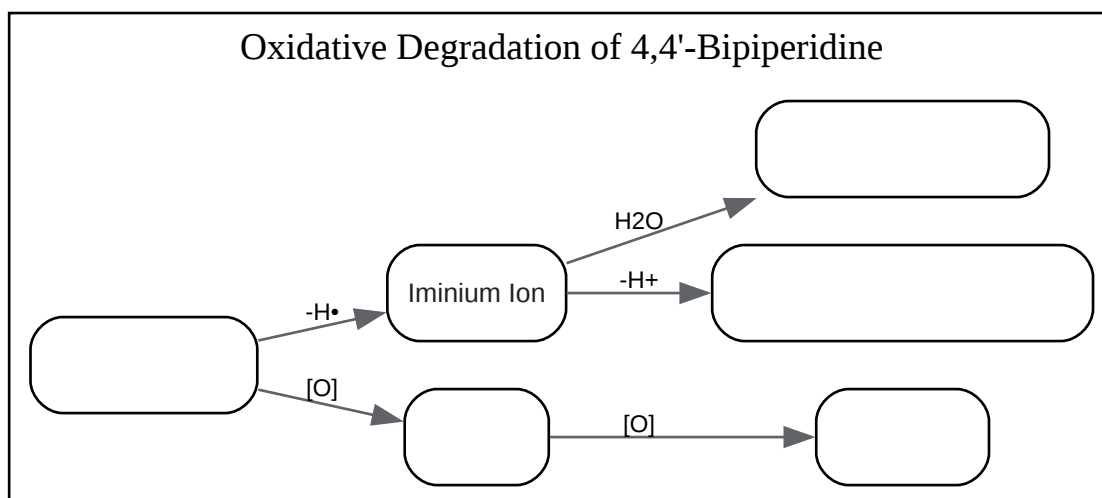 Oxidative Degradation of 4,4'-Bipiperidine
H2O
-H+
Iminium Ion
-H•
[O]
[O]